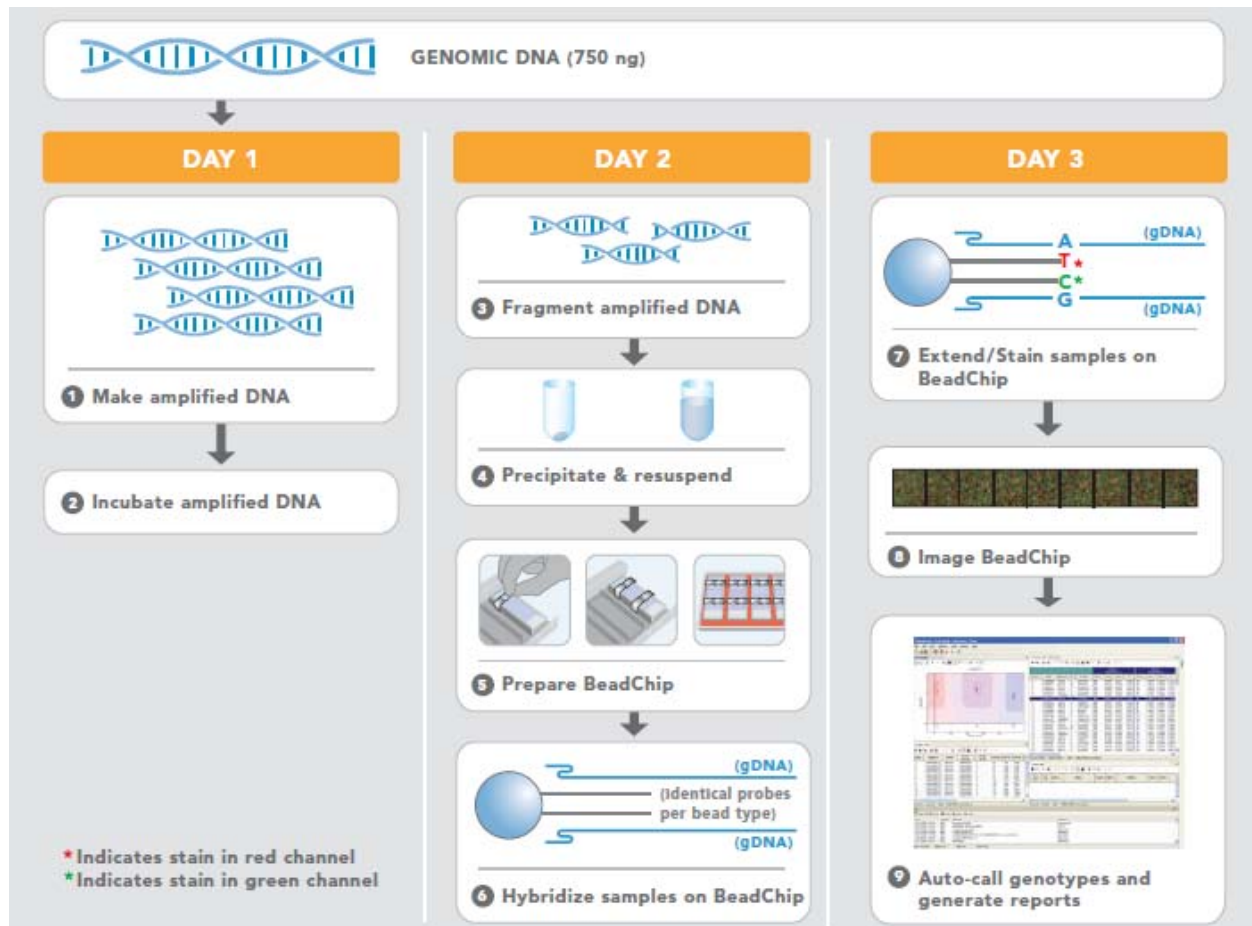 GENOMIC DNA (750 ng)
DAY 1
1 Make amplified DNA
2 Incubate amplified DNA
*Indicates stain in red channel
*Indicates stain in green channel
DAY 2
3 Fragment amplified DNA
4 Precipitate & resuspend
5 Prepare BeadChip
(gDNA)
(Identical probes
per bead type)
(gDNA)
6 Hybridize samples on BeadChip
DAY 3
A (gDNA)
T*
C*
G (gDNA)
7 Extend/Stain samples on
BeadChip
8 Image BeadChip
9 Auto-call genotypes and
generate reports